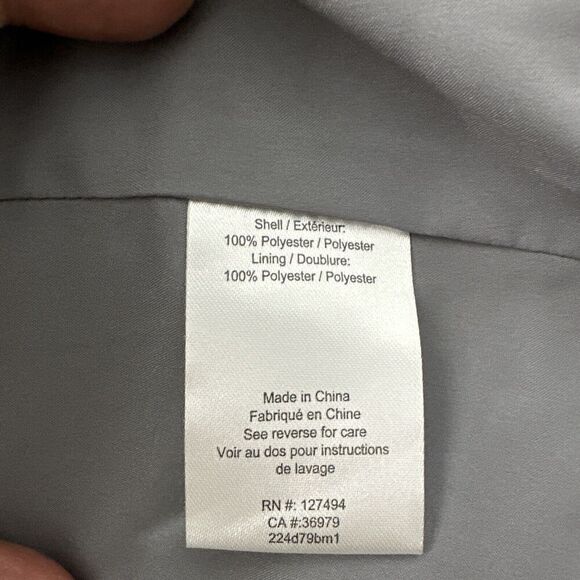 Shell / Extérieur:
100% Polyester / Polyester
Lining / Doublure:
100% Polyester / Polyester
Made in China
Fabriqué en Chine
See reverse for care
Voir au dos pour instructions
de lavage
RN #: 127494
CA #:36979
224d79bm1